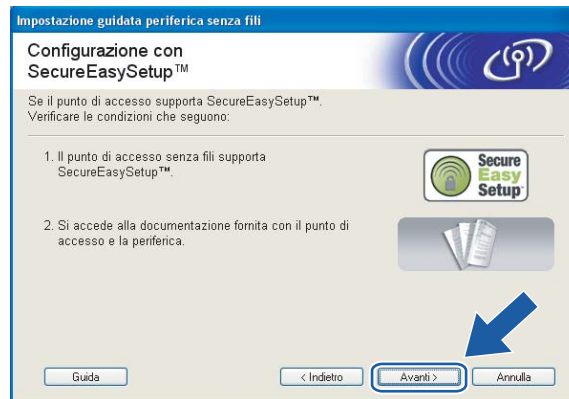 Impostazione guidata periferica senza fili
Configurazione con
SecureEasySetup™
Se il punto di accesso supporta SecureEasySetup™.
Verificare le condizioni che seguono:
1. Il punto di accesso senza fili supporta
SecureEasySetup™.
Secure
Easy
Setup
2. Si accede alla documentazione fornita con il punto di
accesso e la periferica.
Guida
< Indietro
Avanti >
Annulla